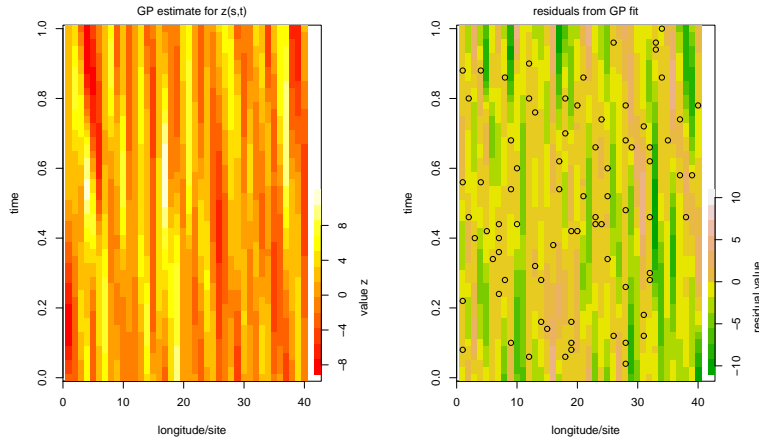 GP estimate for z(s,t)
1.0
0.8
0.6
0.4
0.2
0.0
time
0 10 20 30 40
longitude/site
8
4
0
−4
−8
value z
residuals from GP fit
1.0
0.8
0.6
0.4
0.2
0.0
time
0 10 20 30 40
longitude/site
10
5
0
−5
−10
residual value